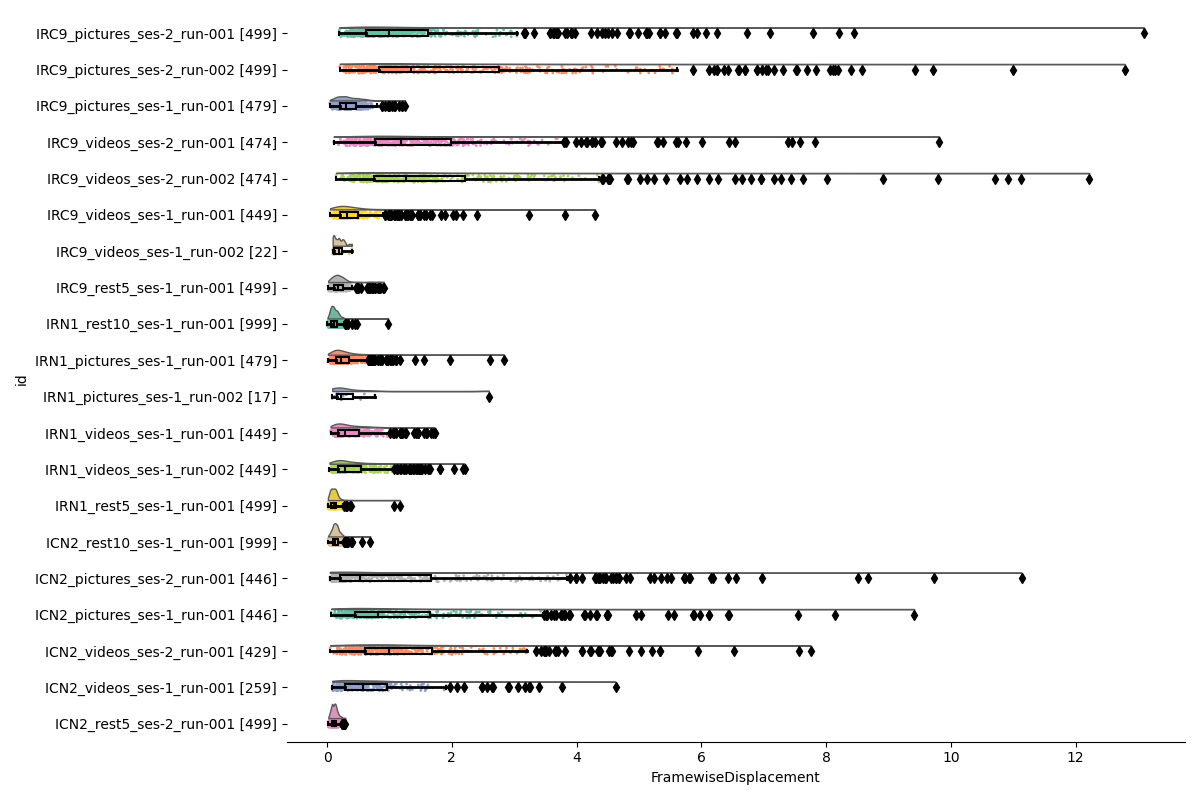 IRC9_pictures_ses-2_run-001 [499]
IRC9_pictures_ses-2_run-002 [499]
IRC9_pictures_ses-1_run-001 [479]
IRC9_videos_ses-2_run-001 [474]
IRC9_videos_ses-2_run-002 [474]
IRC9_videos_ses-1_run-001 [449]
IRC9_videos_ses-1_run-002 [22]
IRC9_rest5_ses-1_run-001 [499]
IRN1_rest10_ses-1_run-001 [999]
IRN1_pictures_ses-1_run-001 [479]
id
IRN1_pictures_ses-1_run-002 [17]
IRN1_videos_ses-1_run-001 [449]
IRN1_videos_ses-1_run-002 [449]
IRN1_rest5_ses-1_run-001 [499]
ICN2_rest10_ses-1_run-001 [999]
ICN2_pictures_ses-2_run-001 [446]
ICN2_pictures_ses-1_run-001 [446]
ICN2_videos_ses-2_run-001 [429]
ICN2_videos_ses-1_run-001 [259]
ICN2_rest5_ses-2_run-001 [499]
0 2 4 6 8 10 12
FramewiseDisplacement